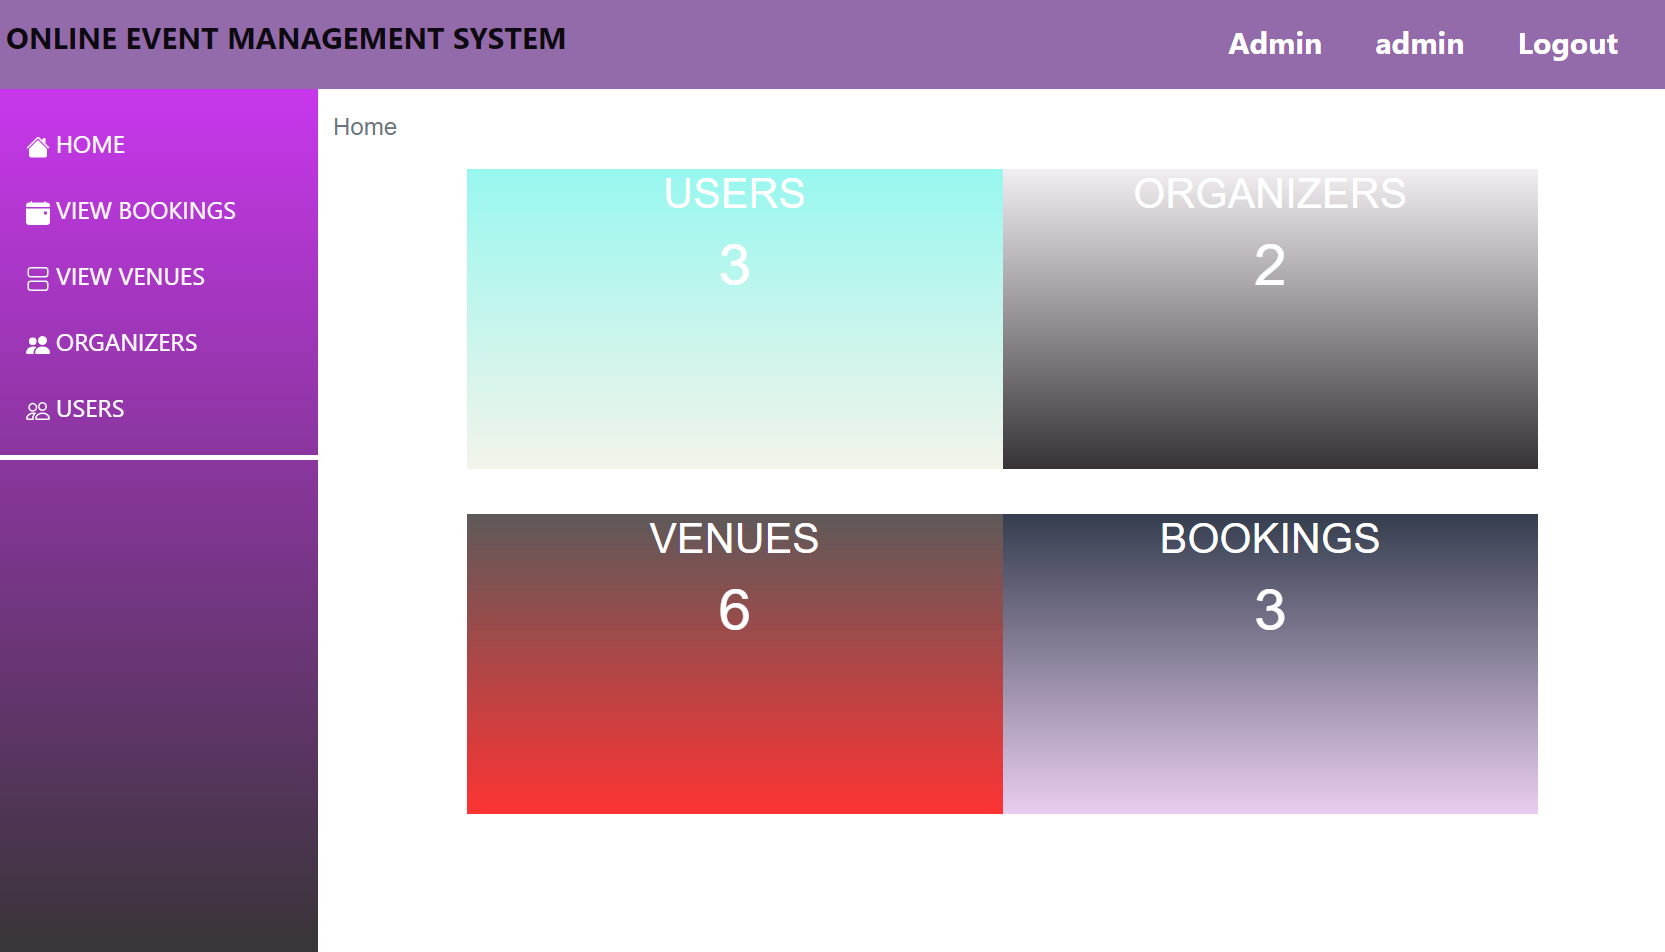 ONLINE EVENT MANAGEMENT SYSTEM
Admin admin Logout
HOME
VIEW BOOKINGS
VIEW VENUES
ORGANIZERS
USERS
Home
USERS
3
ORGANIZERS
2
VENUES
6
BOOKINGS
3